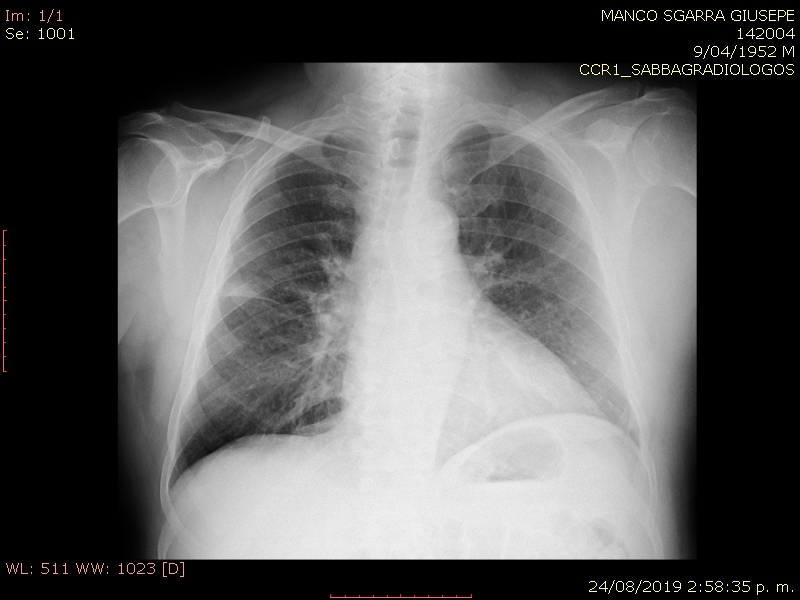 Im: 1/1
Se: 1001
MANCO SGARRA GIUSEPE
142004
9/04/1952 M
CCR1_SABBAGRADIOLOGOS
WL: 511 WW: 1023 [D]
24/08/2019 2:58:35 p. m.